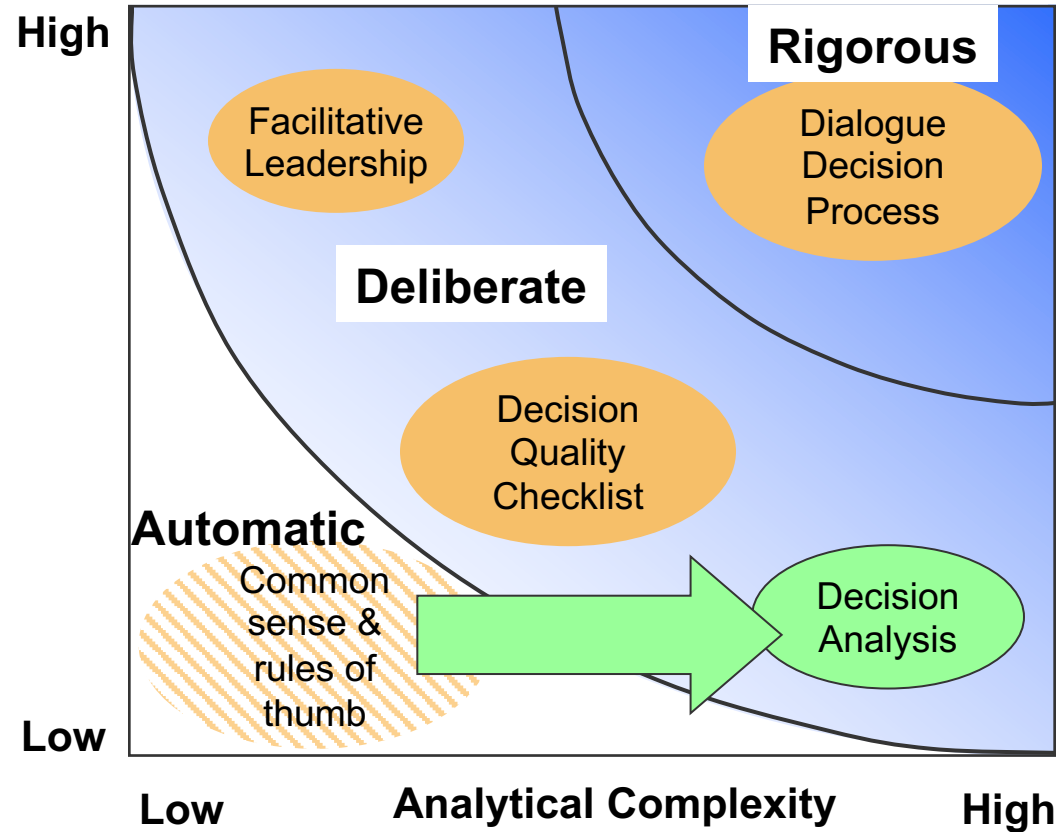 High
Rigorous
Facilitative
Leadership
Dialogue
Decision
Process
Deliberate
Decision
Quality
Checklist
Automatic
Common
sense &
rules of
thumb
Decision
Analysis
Low
Low
Analytical Complexity
High